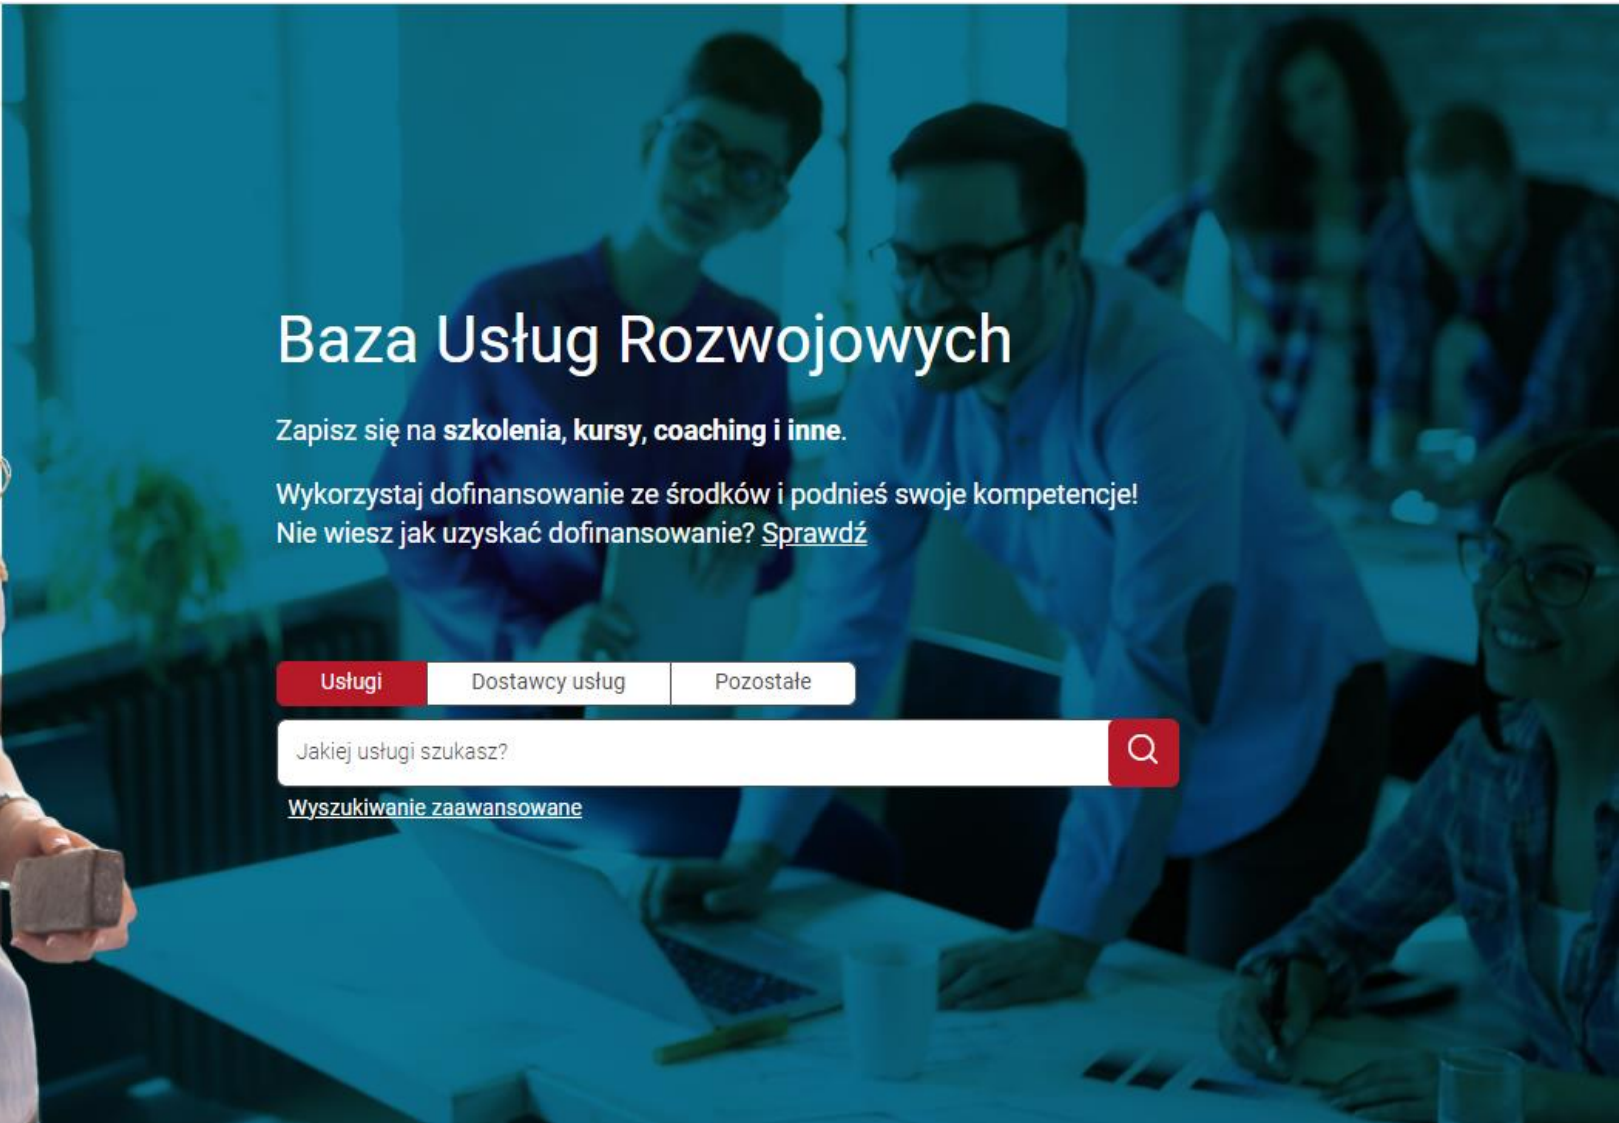 Baza Usług Rozwojowych
Zapisz się na szkolenia, kursy, coaching i inne.
Wykorzystaj dofinansowanie ze środków i podnieś swoje kompetencje!
Nie wiesz jak uzyskać dofinansowanie? Sprawdź
Usługi Dostawcy usług Pozostałe
Jakiej usługi szukasz?
Wyszukiwanie zaawansowane